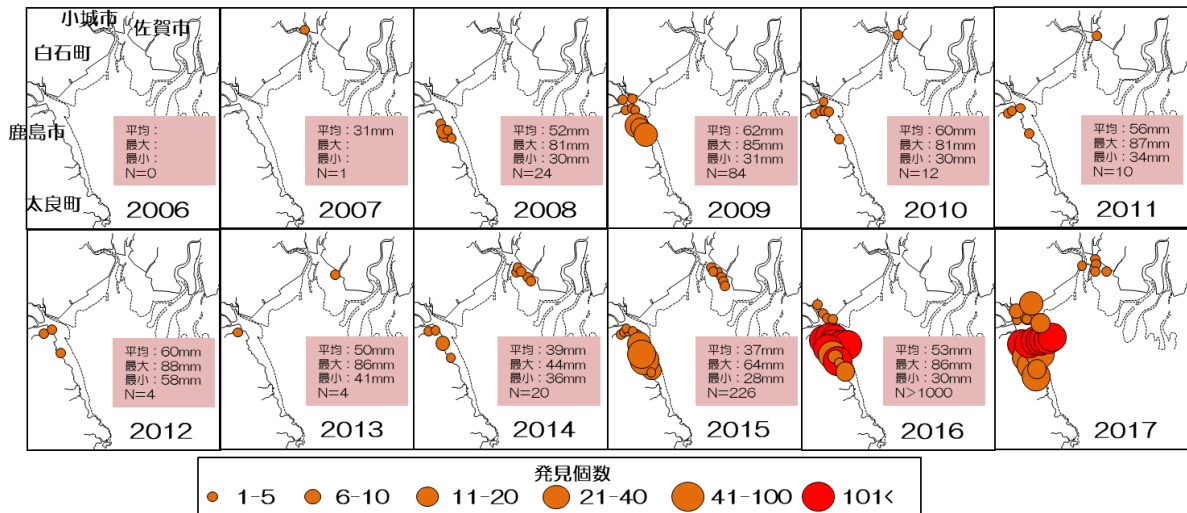 小城市
佐賀市
白石町
鹿島市
太良町
平均：
最大：
最小：
N=0
2006
平均：31mm
最大：
最小：
N=1
2007
平均：52mm
最大：81mm
最小：30mm
N=24
2008
平均：62mm
最大：85mm
最小：31mm
N=84
2009
平均：60mm
最大：81mm
最小：30mm
N=12
2010
平均：56mm
最大：87mm
最小：34mm
N=10
2011
平均：60mm
最大：88mm
最小：58mm
N=4
2012
平均：50mm
最大：86mm
最小：41mm
N=4
2013
平均：39mm
最大：44mm
最小：36mm
N=20
2014
平均：37mm
最大：64mm
最小：28mm
N=226
2015
平均：53mm
最大：86mm
最小：30mm
N>1000
2016
2017
発見個数
1-5 6-10 11-20 21-40 41-100 101<